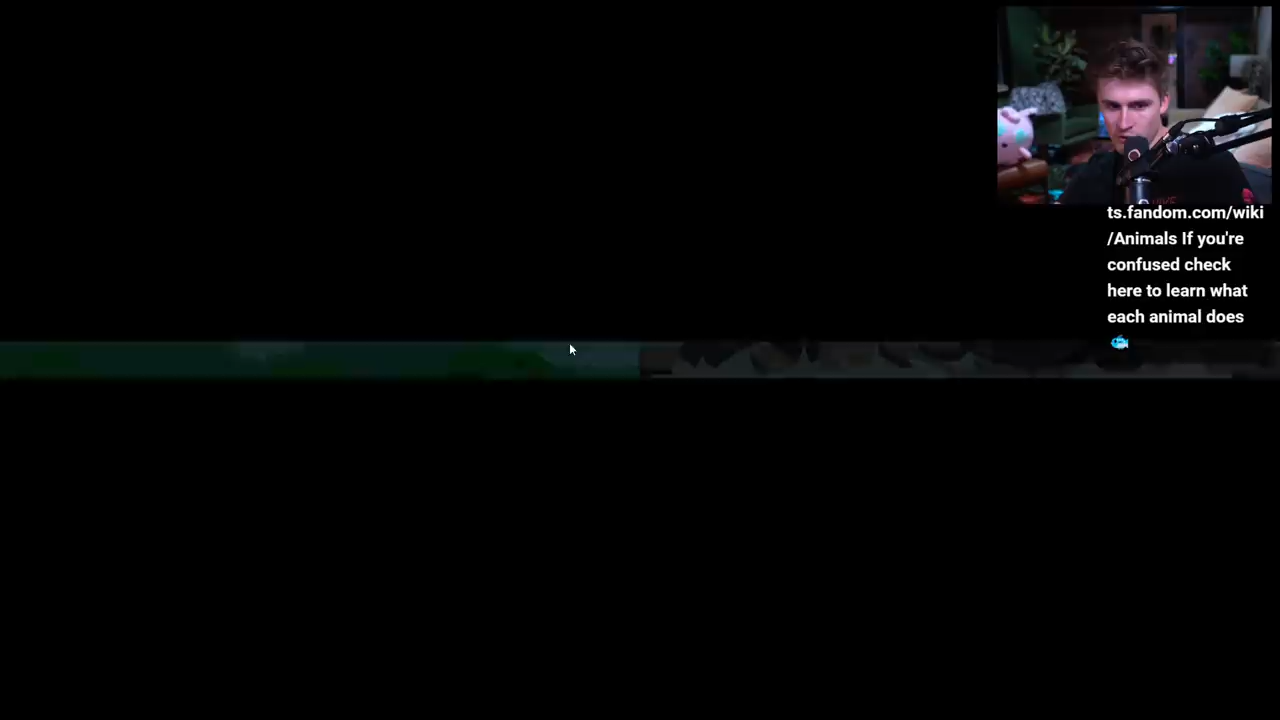 ts.fandom.com/wiki
/Animals If you're
confused check
here to learn what
each animal does